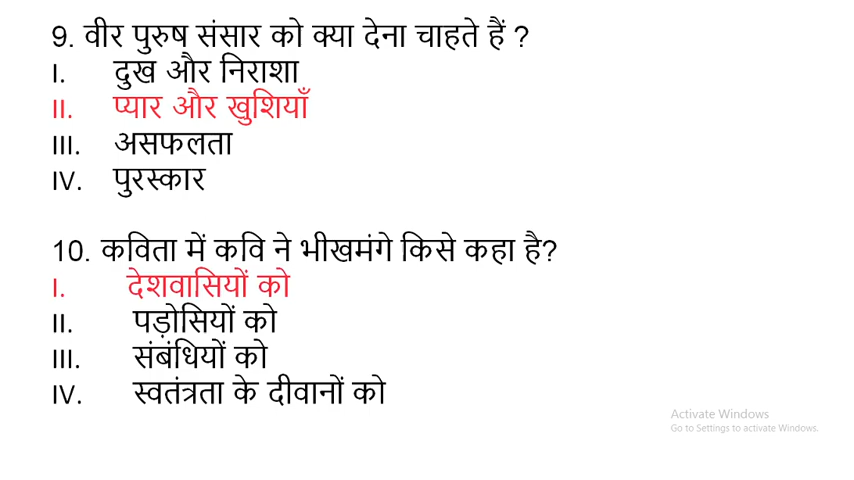 9. वीर पुरुष संसार को क्या देना चाहते हैं ?
I. दुख और निराशा
II. प्यार और खुशियाँ
III. असफलता
IV. पुरस्कार
10. कविता में कवि ने भीखमंगे किसे कहा है?
I. देशवासियों को
II. पड़ोसियों को
III. संबंधियों को
IV. स्वतंत्रता के दीवानों को
Activate Windows
Go to Settings to activate Windows.